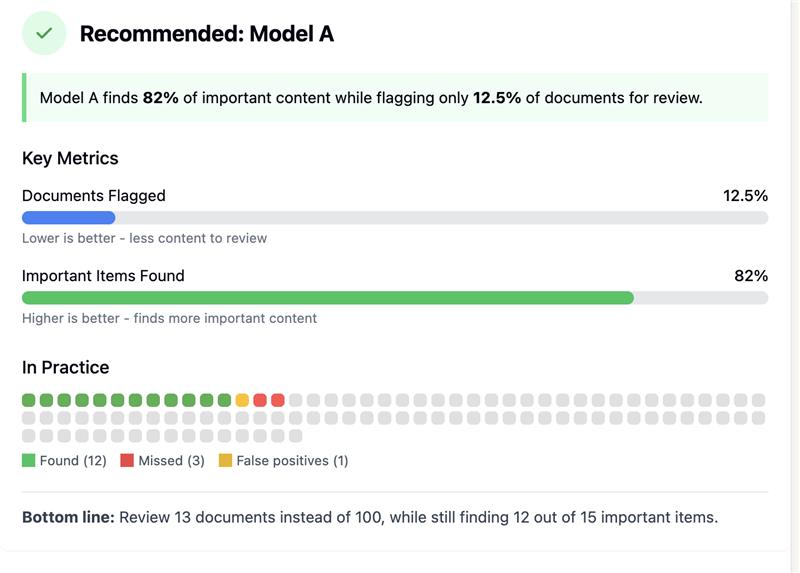 Recommended: Model A
Model A finds 82% of important content while flagging only 12.5% of documents for review.
Key Metrics
Documents Flagged 12.5%
Lower is better - less content to review
Important Items Found 82%
Higher is better - finds more important content
In Practice
Found (12) Missed (3) False positives (1)
Bottom line: Review 13 documents instead of 100, while still finding 12 out of 15 important items.